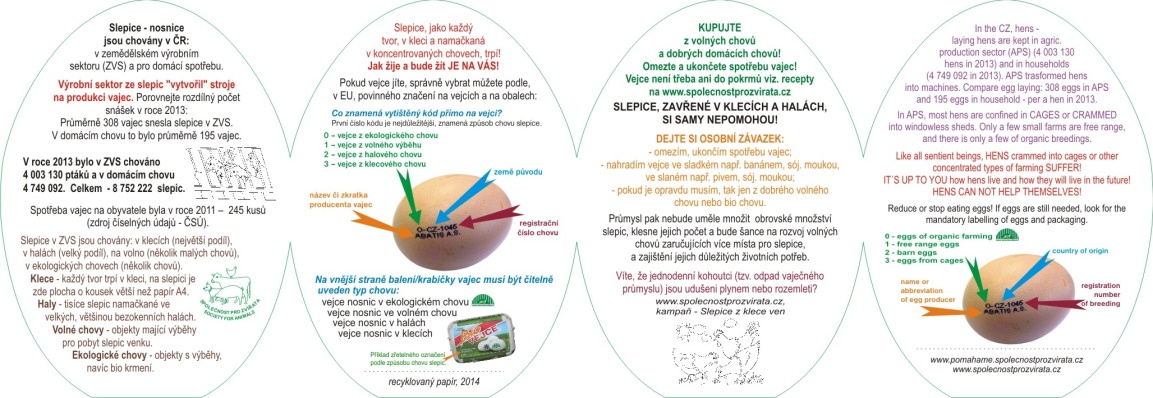 Slepice - nosnice
jsou chovány v ČR:
v zemědělském výrobním
sektoru (ZVS) a pro domácí spotřebu.
Výrobní sektor ze slepic "vytvořil" stroje
na produkci vajec. Porovnejte rozdílný počet
snášek v roce 2013:
Průměrně 308 vajec snesla slepice v ZVS.
V domácím chovu to bylo průměrně 195 vajec.
V roce 2013 bylo v ZVS chováno
4 003 130 ptáků a v domácím chovu
4 749 092. Celkem - 8 752 222 slepic.
Spotřeba vajec na obyvatele byla v roce 2011 – 245 kusů
(zdroj číselných údajů - ČSÚ).
Slepice v ZVS jsou chovány: v klecích (největší podíl),
v halách (velký podíl), na volno (několik malých chovů),
v ekologických chovech (několik chovů).
Klece - každý tvor trpí v kleci, na slepici je
zde plocha o kousek větší než papír A4.
Haly - tisíce slepic namačkané ve
velkých, většinou bezokenních halách.
Volné chovy - objekty mající výběhy
pro pobyt slepic venku.
Ekologické chovy - objekty s výběhy,
navíc bio krmení.
SPOLEČNOST PRO ZVÍŘATA
SOCIETY FOR ANIMALS
Slepice, jako každý
tvor, v kleci a namačkaná
v koncentrovaných chovech, trpí!
Jak žije a bude žít JE NA VÁS!
Pokud vejce jíte, správně vybrat můžete podle,
v EU, povinného značení na vejcích a na obalech:
Co znamená vytištěný kód přímo na vejci?
První číslo kódu je nejdůležitější, znamená způsob chovu slepice.
0 – vejce z ekologického chovu
1 – vejce z volného výběhu
2 – vejce z halového chovu
3 – vejce z klecového chovu
země původu
název či zkratka
producenta vajec
O-CZ-1045
ABATIS A.S.
registrační
číslo chovu
Na vnější straně balení/krabičky vajec musí být čitelně
uveden typ chovu:
vejce nosnic v ekologickém chovu
vejce nosnic ve volném chovu
vejce nosnic v halách
vejce nosnic v klecích
VEJCE
Příklad zřetelného označení
podle způsobu chovu slepic.
recyklovaný papír, 2014
KUPUJTE
z volných chovů
a dobrých domácích chovů!
Omezte a ukončete spotřebu vajec!
Vejce není třeba ani do pokrmů viz. recepty
na www.spolecnostprozvirata.cz
SLEPICE, ZAVŘENÉ V KLECÍCH A HALÁCH,
SI SAMY NEPOMOHOU!
DEJTE SI OSOBNÍ ZÁVAZEK:
- omezím, ukončím spotřebu vajec;
- nahradím vejce ve sladkém např. banánem, sój. moukou,
ve slaném např. pivem, sój. moukou;
- pokud je opravdu musím, tak jen z dobrého volného
chovu nebo bio chovu.
Průmysl pak nebude uměle množit obrovské množství
slepic, klesne jejich počet a bude šance na rozvoj volných
chovů zaručujících více místa pro slepice,
a zajištění jejich důležitých životních potřeb.
Víte, že jednodenní kohoutci (tzv. odpad vaječného
průmyslu) jsou udušeni plynem nebo rozemleti?
www.spolecnostprozvirata.cz,
kampaň - Slepice z klece ven
In the CZ, hens -
laying hens are kept in agric.
production sector (APS) (4 003 130
hens in 2013) and in households
(4 749 092 in 2013). APS trasformed hens
into machines. Compare egg laying: 308 eggs in APS
and 195 eggs in household - per a hen in 2013.
In APS, most hens are confined in CAGES or CRAMMED
into windowless sheds. Only a few small farms are free range,
and there is only a few of organic breedings.
Like all sentient beings, HENS crammed into cages or other
concentrated types of farming SUFFER!
IT´S UP TO YOU how hens live and how they will live in the future!
HENS CAN NOT HELP THEMSELVES!
Reduce or stop eating eggs! If eggs are still needed, look for the
mandatory labelling of eggs and packaging.
0 - eggs of organic farming
1 - free range eggs
2 - barn eggs
3 - eggs from cages
country of origin
name or
abbreviation
of egg producer
O-CZ-1045
ABATIS A.S.
registration
number
of breeding
www.pomahame.spolecnostprozvirata.cz
www.spolecnostprozvirata.cz